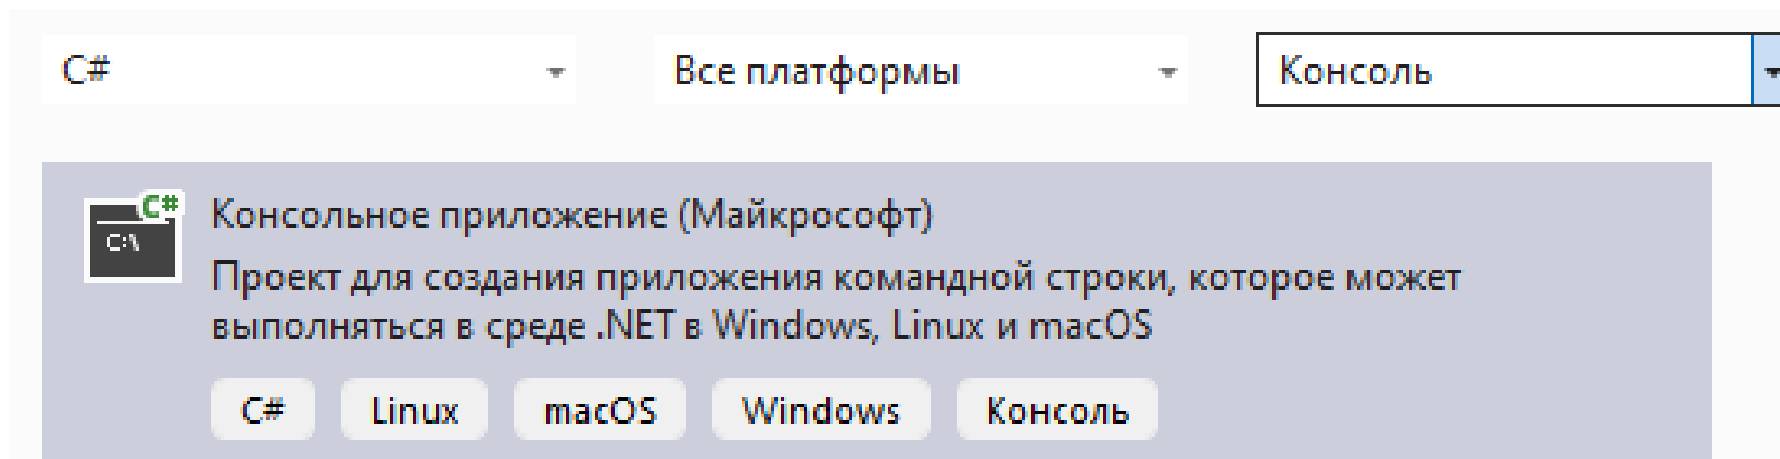 C# Все платформы Консоль
C#
C:\
Консольное приложение (Майкрософт)
Проект для создания приложения командной строки, которое может
выполняться в среде .NET в Windows, Linux и macOS
C# Linux macOS Windows Консоль